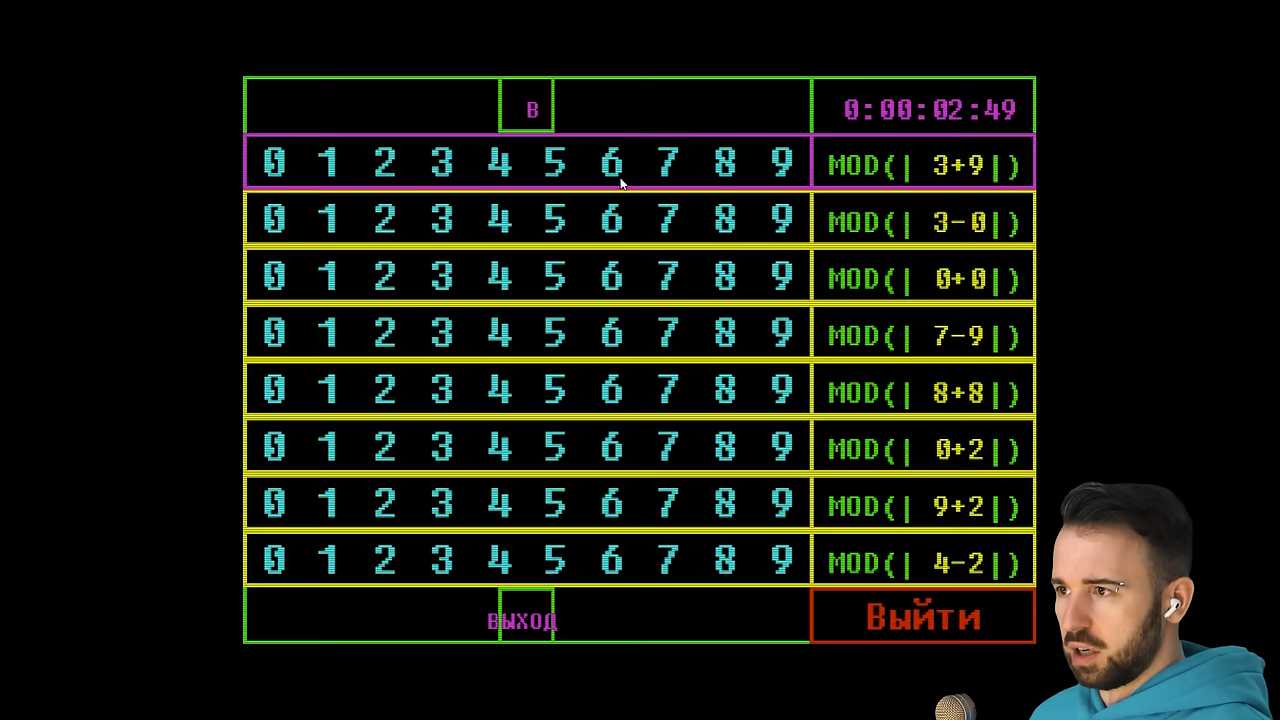 В 0:00:02:49
0 1 2 3 4 5 6 7 8 9 MOD(| 3+9|)
0 1 2 3 4 5 6 7 8 9 MOD(| 3-0|)
0 1 2 3 4 5 6 7 8 9 MOD(| 0+0|)
0 1 2 3 4 5 6 7 8 9 MOD(| 7-9|)
0 1 2 3 4 5 6 7 8 9 MOD(| 8+8|)
0 1 2 3 4 5 6 7 8 9 MOD(| 0+2|)
0 1 2 3 4 5 6 7 8 9 MOD(| 9+2|)
0 1 2 3 4 5 6 7 8 9 MOD(| 4-2|)
ВЫХОД Выйти